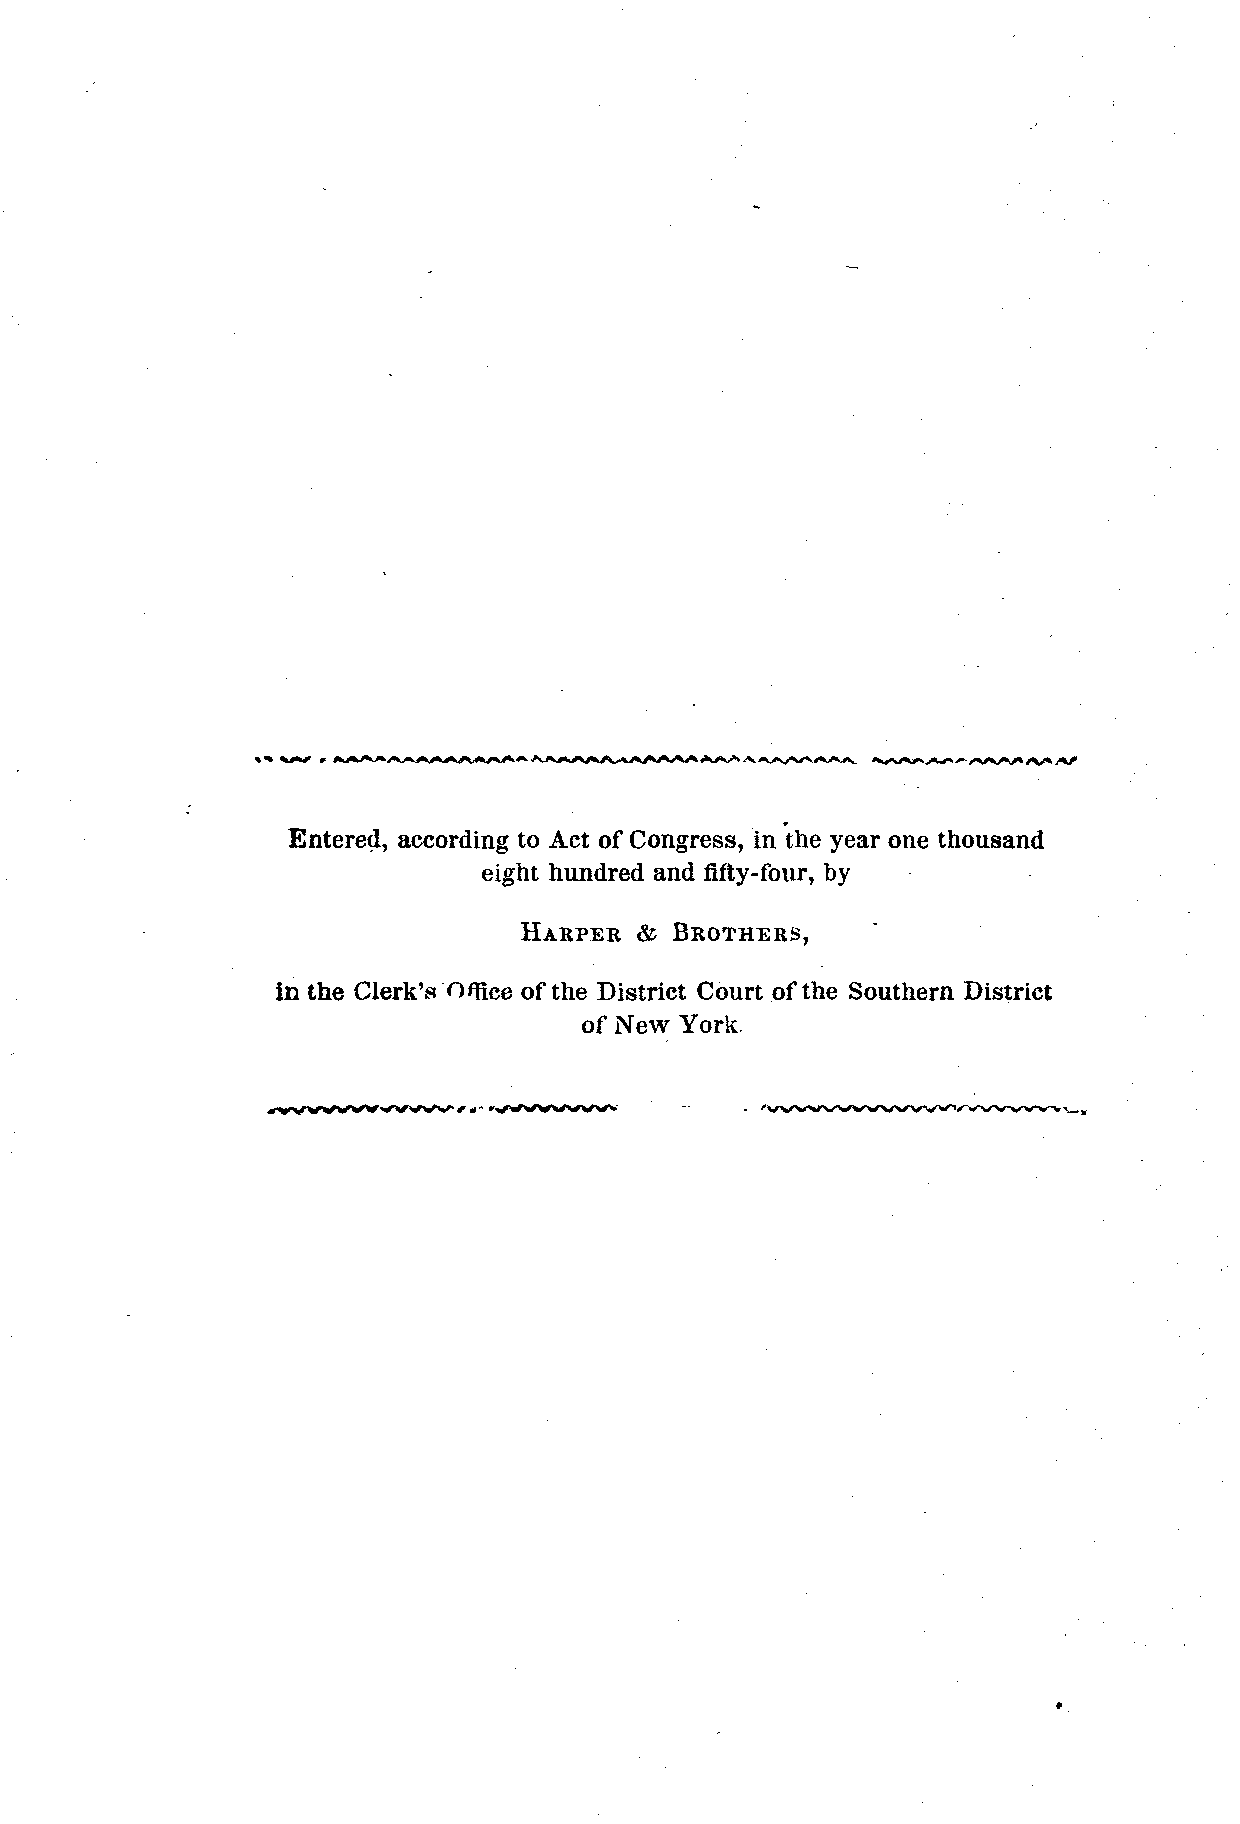 Entered, according to Act of Congress, in the year one thousand
eight hundred and fifty-four, by
HARPER & BROTHERS,
in the Clerk's Office of the District Court of the Southern District
of New York.